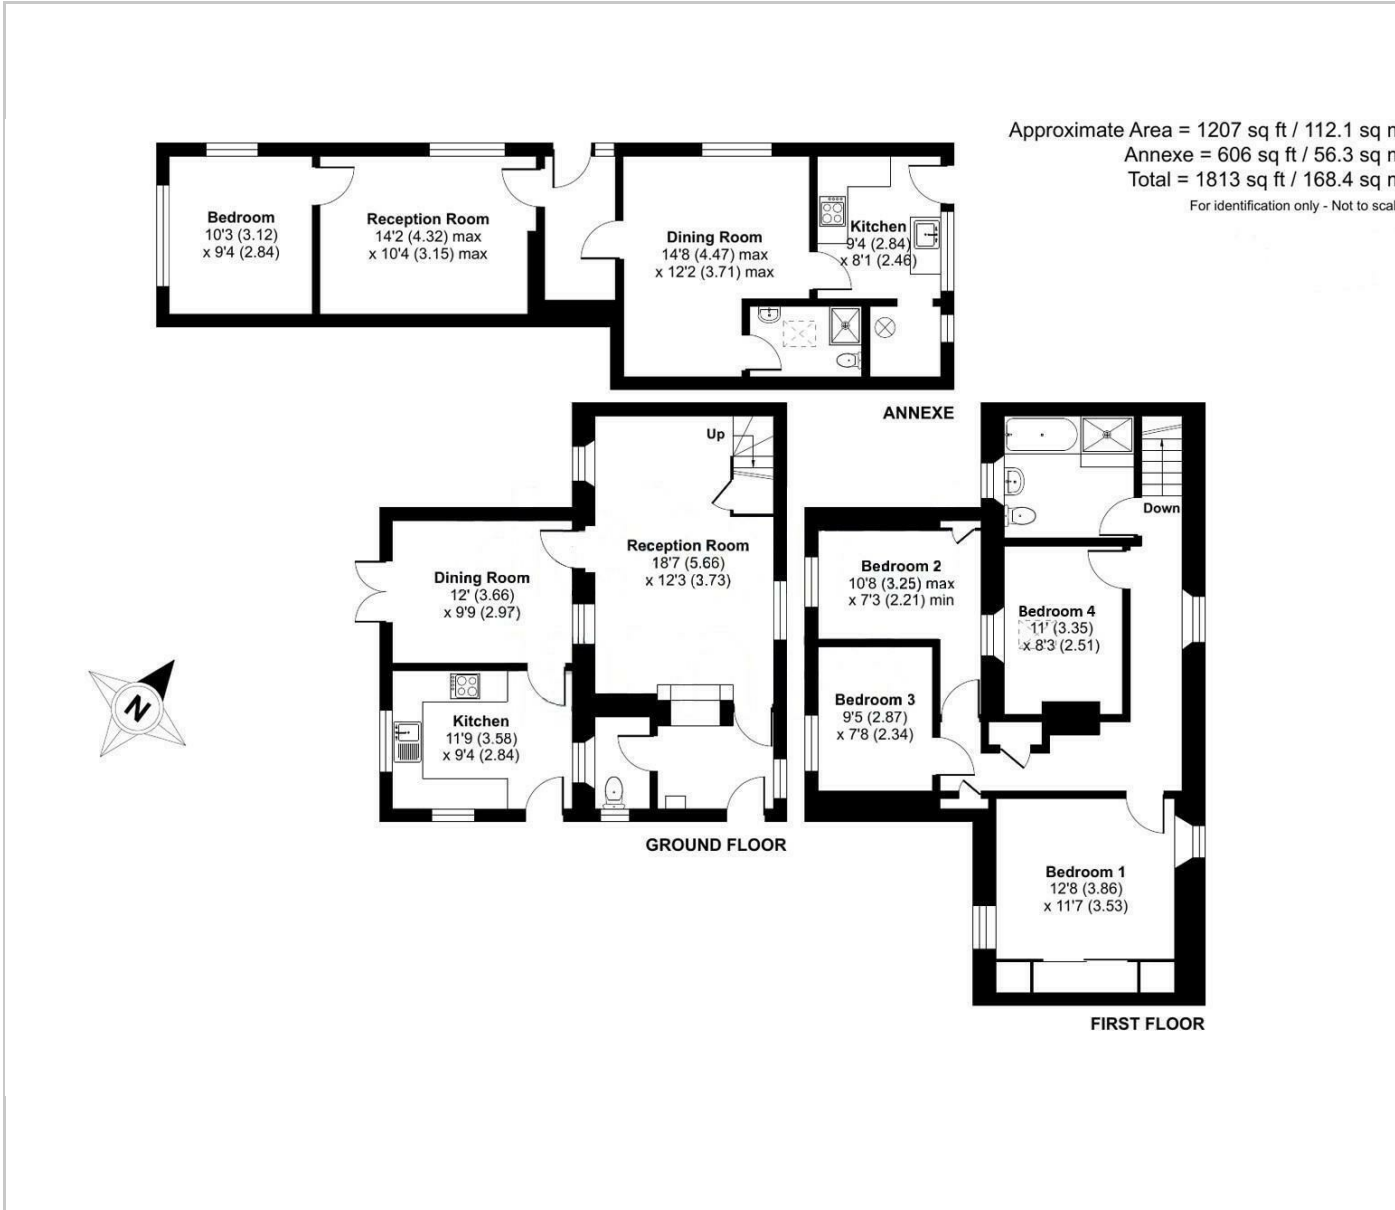 Approximate Area = 1207 sq ft / 112.1 sq m
Annexe = 606 sq ft / 56.3 sq m
Total = 1813 sq ft / 168.4 sq m
For identification only - Not to scal
Bedroom
10'3 (3.12)
x 9'4 (2.84)
Reception Room
14'2 (4.32) max
x 10'4 (3.15) max
Dining Room
14'8 (4.47) max
x 12'2 (3.71) max
Kitchen
9'4 (2.84)
x 8'1 (2.46)
ANNEXE
Up
Reception Room
18'7 (5.66)
x 12'3 (3.73)
Dining Room
12' (3.66)
x 9'9 (2.97)
Kitchen
11'9 (3.58)
x 9'4 (2.84)
GROUND FLOOR
N
Down
Bedroom 2
10'8 (3.25) max
x 7'3 (2.21) min
Bedroom 4
11' (3.35)
x 8'3 (2.51)
Bedroom 3
9'5 (2.87)
x 7'8 (2.34)
Bedroom 1
12'8 (3.86)
x 11'7 (3.53)
FIRST FLOOR